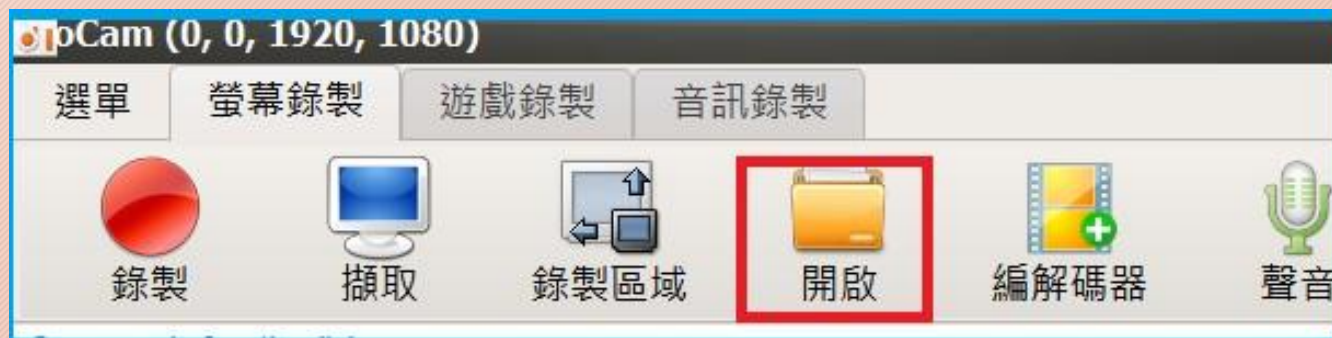 oCam (0, 0, 1920, 1080)
選單 螢幕錄製 遊戲錄製 音訊錄製
錄製 擷取 錄製區域 開啟 編解碼器 聲音